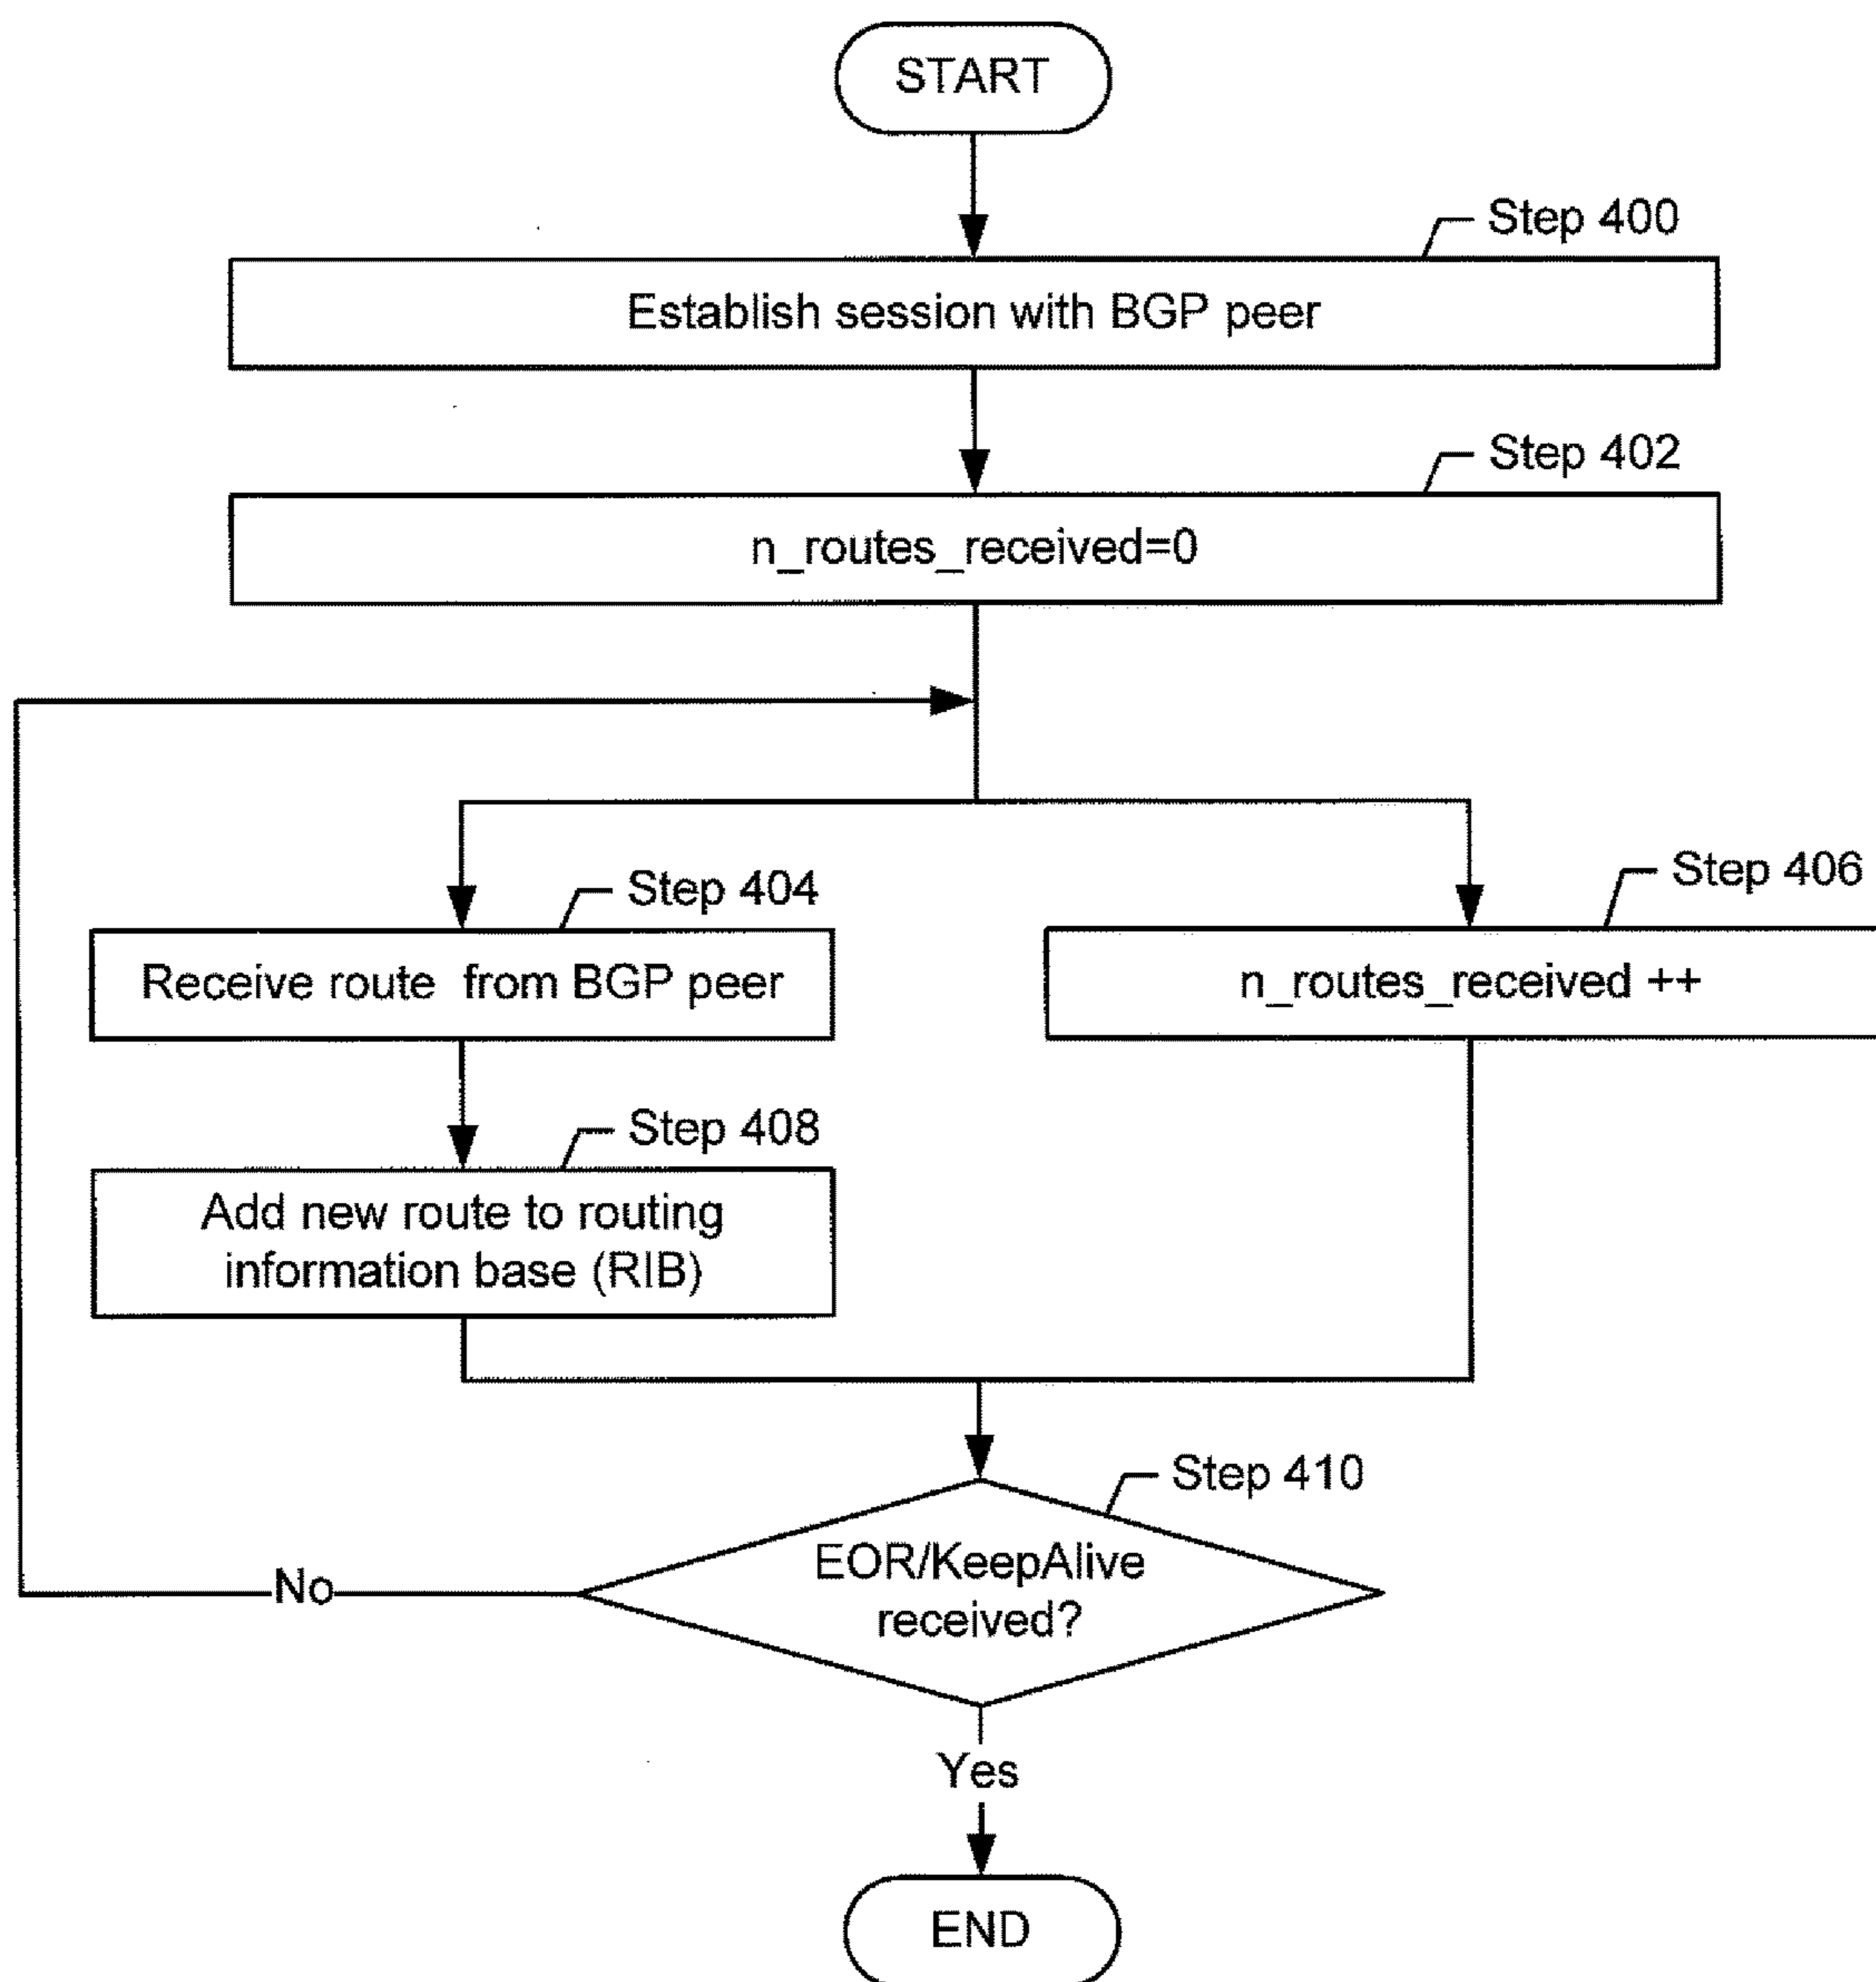 START
Step 400
Establish session with BGP peer
Step 402
n_routes_received=0
Step 404
Step 406
Receive route from BGP peer
n_routes_received ++
Step 408
Add new route to routing
information base (RIB)
Step 410
EOR/KeepAlive
received?
No
Yes
END